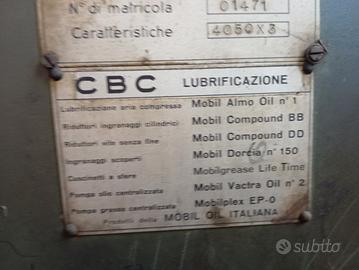 N° di matricola 01471
Caratteristiche 4050X3
CBC LUBRIFICAZIONE
Lubrificazione aria compressa Mobil Almo Oil n° 1
Riduttori ingranaggi cilindrici Mobil Compound BB
Riduttori vite senza fine Mobil Compound DD
Ingranaggi scoperti Mobil Dorcia n° 150
Cuscinetti a sfere Mobilgrease Life Time
Pompa olio centralizzata Mobil Vactra Oil n° 2
Pompa grasso centralizzata Mobilplex EP-0
Prodotti della MOBIL OIL ITALIANA
subito